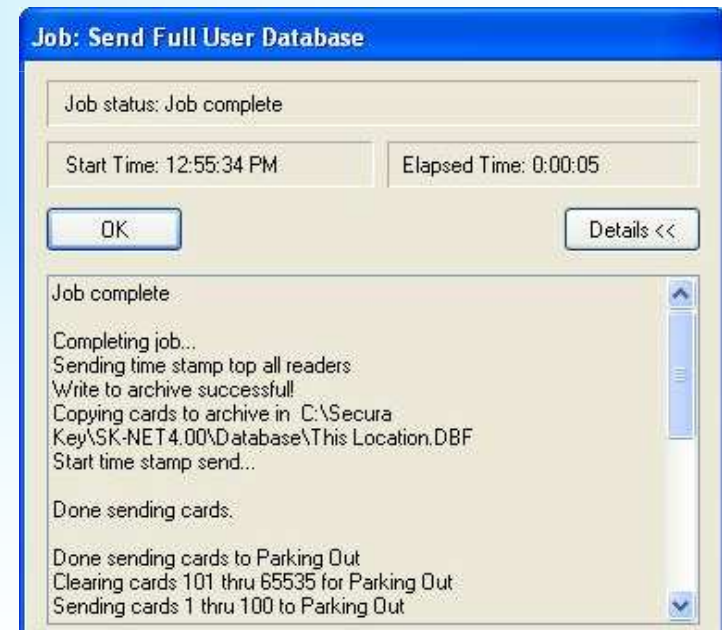 Job: Send Full User Database
Job status: Job complete
Start Time: 12:55:34 PM
Elapsed Time: 0:00:05
OK
Details <<
Job complete
Completing job...
Sending time stamp top all readers
Write to archive successful!
Copying cards to archive in C:\Secura
Key\SK-NET4.00\Database\This Location.DBF
Start time stamp send...
Done sending cards.
Done sending cards to Parking Out
Clearing cards 101 thru 65535 for Parking Out
Sending cards 1 thru 100 to Parking Out